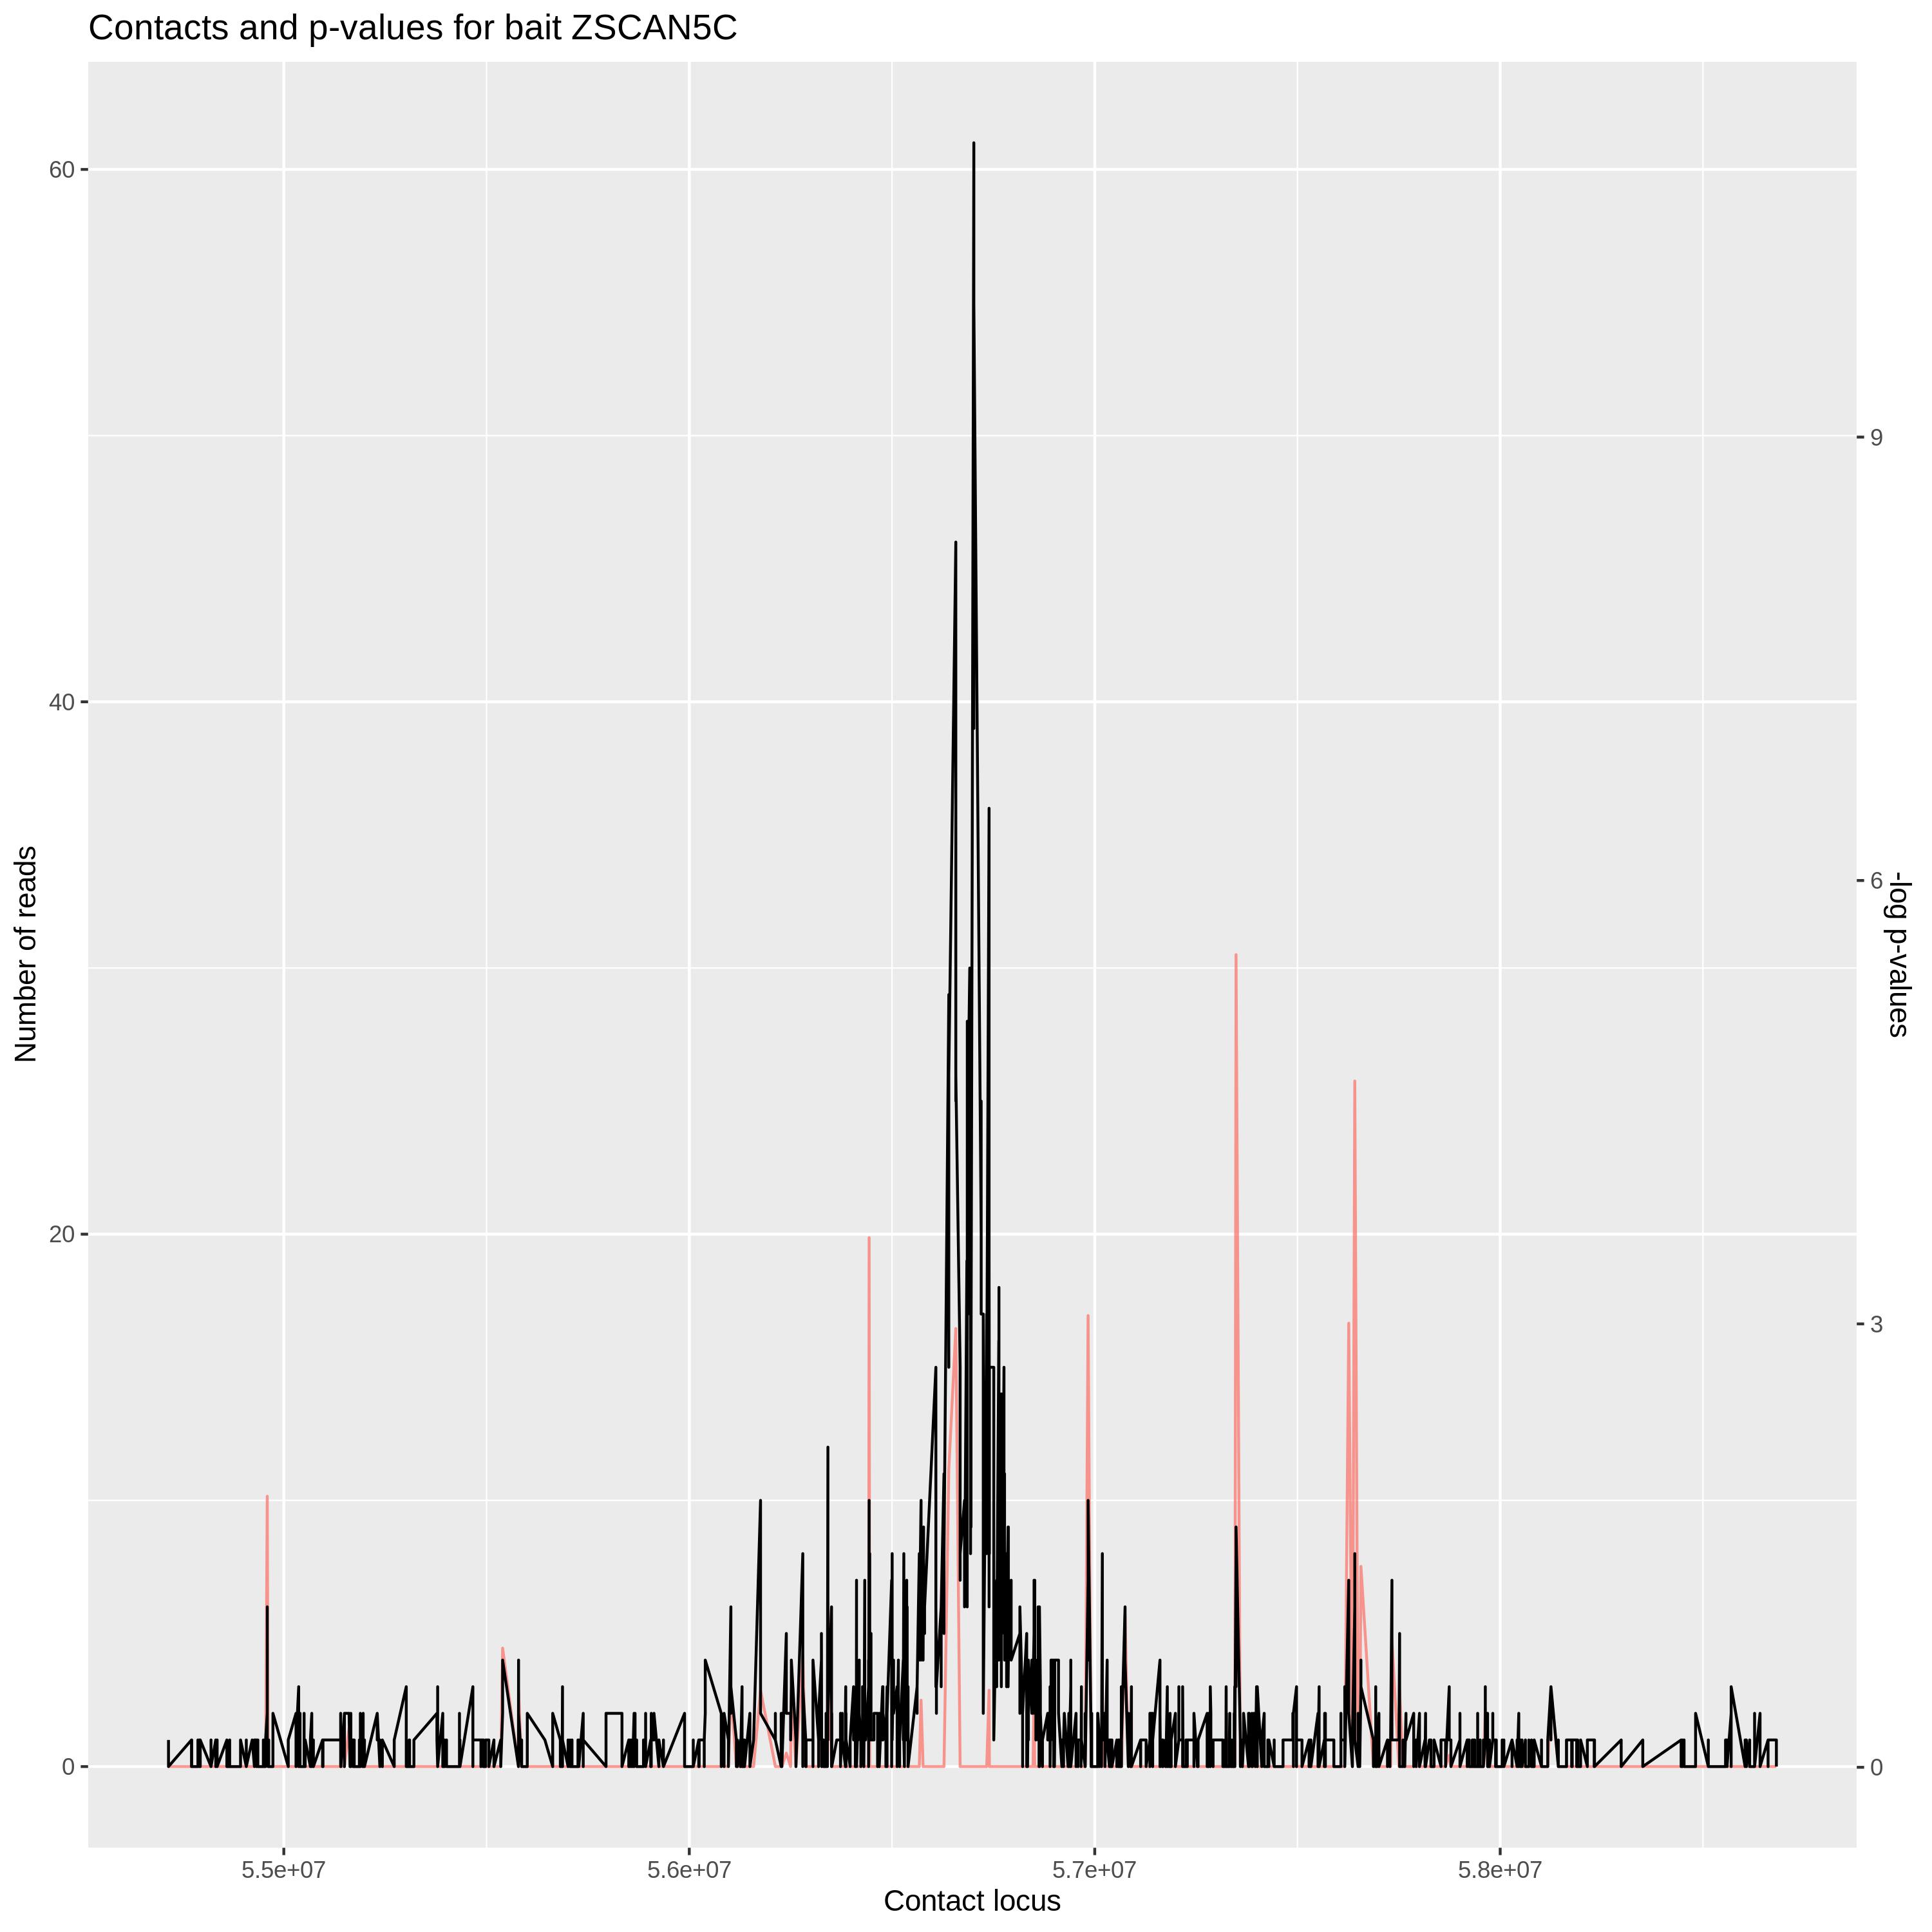 Contacts and p-values for bait ZSCAN5C
60
40
20
0
Number of reads
9
6
3
0
-log p-values
5.5e+07
5.6e+07
5.7e+07
5.8e+07
Contact locus